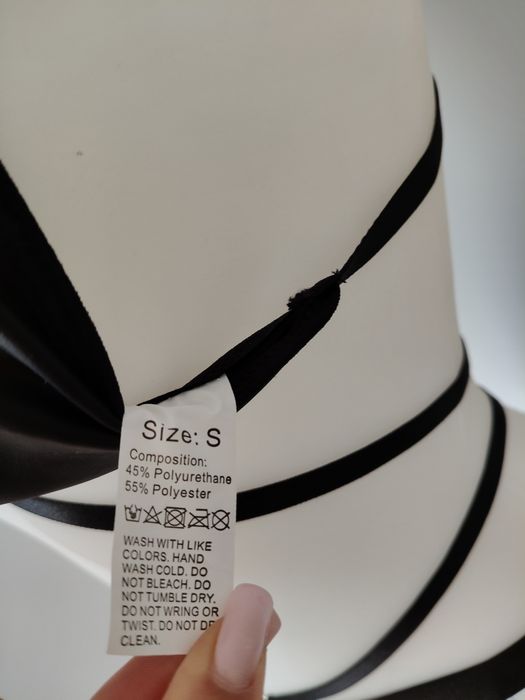 Size: S
Composition:
45% Polyurethane
55% Polyester
WASH WITH LIKE
COLORS. HAND
WASH COLD. DO
NOT BLEACH. DO
NOT TUMBLE DRY.
DO NOT WRING OR
TWIST. DO NOT DR
CLEAN.